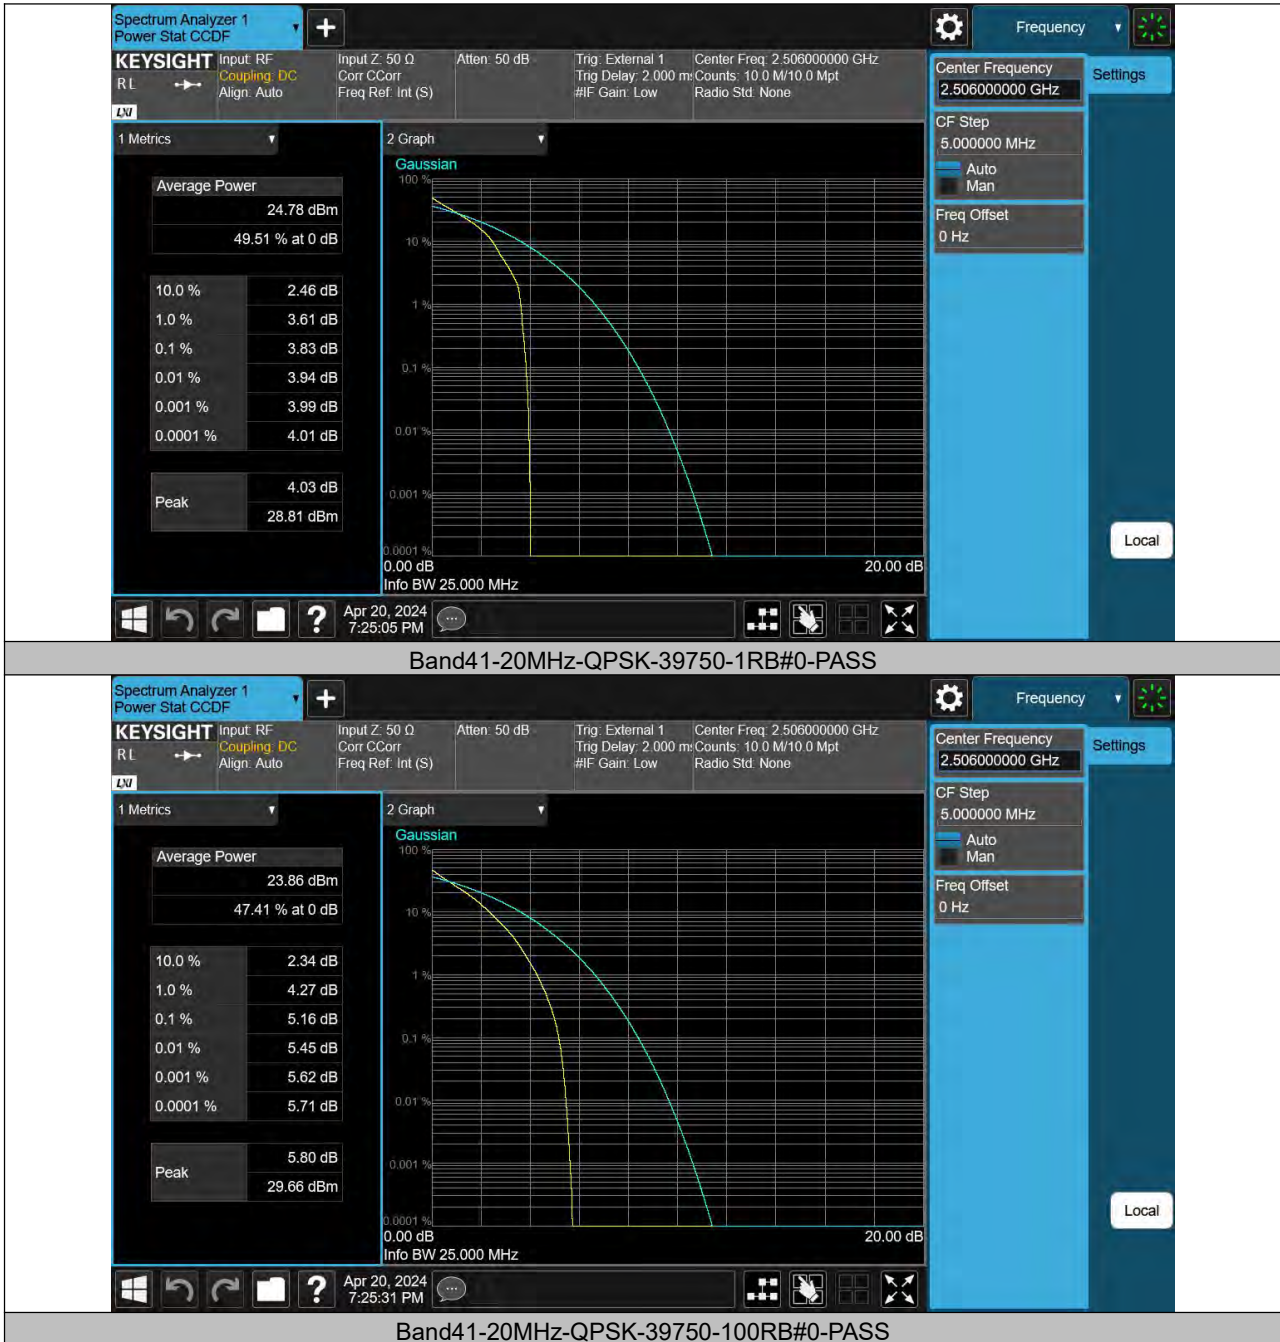 Spectrum Analyzer 1
Power Stat CCDF
Frequency
KEYSIGHT
RL
LXI
Input: RF
Coupling: DC
Align: Auto
Input Z: 50 Ω
Corr CCorr
Freq Ref: Int (S)
Atten: 50 dB
Trig: External 1
Trig Delay: 2.000 ms
#IF Gain: Low
Center Freq: 2.506000000 GHz
Counts: 10.0 M/10.0 Mpt
Radio Std: None
Center Frequency
2.506000000 GHz
Settings
CF Step
5.000000 MHz
Auto
Man
Freq Offset
0 Hz
Local
1 Metrics
Average Power
24.78 dBm
49.51 % at 0 dB
10.0 % 2.46 dB
1.0 % 3.61 dB
0.1 % 3.83 dB
0.01 % 3.94 dB
0.001 % 3.99 dB
0.0001 % 4.01 dB
Peak 4.03 dB
28.81 dBm
2 Graph
Gaussian
100 %
10 %
1 %
0.1 %
0.01 %
0.001 %
0.0001 %
0.00 dB 20.00 dB
Info BW 25.000 MHz
?
Apr 20, 2024
7:25:05 PM
Band41-20MHz-QPSK-39750-1RB#0-PASS
Spectrum Analyzer 1
Power Stat CCDF
Frequency
KEYSIGHT
RL
LXI
Input: RF
Coupling: DC
Align: Auto
Input Z: 50 Ω
Corr CCorr
Freq Ref: Int (S)
Atten: 50 dB
Trig: External 1
Trig Delay: 2.000 ms
#IF Gain: Low
Center Freq: 2.506000000 GHz
Counts: 10.0 M/10.0 Mpt
Radio Std: None
Center Frequency
2.506000000 GHz
Settings
CF Step
5.000000 MHz
Auto
Man
Freq Offset
0 Hz
Local
1 Metrics
Average Power
23.86 dBm
47.41 % at 0 dB
10.0 % 2.34 dB
1.0 % 4.27 dB
0.1 % 5.16 dB
0.01 % 5.45 dB
0.001 % 5.62 dB
0.0001 % 5.71 dB
Peak 5.80 dB
29.66 dBm
2 Graph
Gaussian
100 %
10 %
1 %
0.1 %
0.01 %
0.001 %
0.0001 %
0.00 dB 20.00 dB
Info BW 25.000 MHz
?
Apr 20, 2024
7:25:31 PM
Band41-20MHz-QPSK-39750-100RB#0-PASS